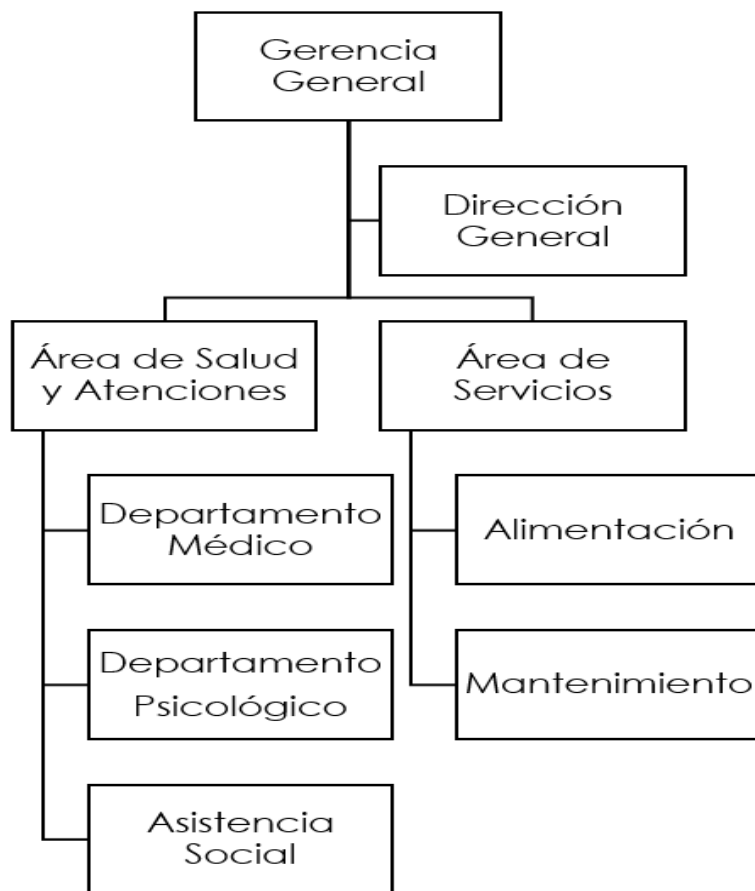 Gerencia
General
Dirección
General
Área de Salud
y Atenciones
Área de
Servicios
Departamento
Médico
Alimentación
Departamento
Psicológico
Mantenimiento
Asistencia
Social